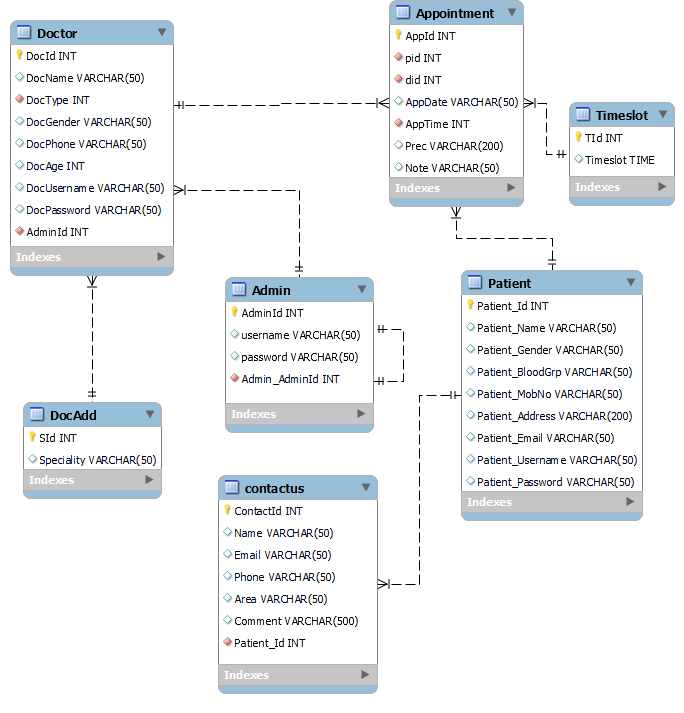 Doctor
DocId INT
DocName VARCHAR(50)
DocType INT
DocGender VARCHAR(50)
DocPhone VARCHAR(50)
DocAge INT
DocUsername VARCHAR(50)
DocPassword VARCHAR(50)
AdminId INT
Indexes
Appointment
AppId INT
pid INT
did INT
AppDate VARCHAR(50)
AppTime INT
Prec VARCHAR(200)
Note VARCHAR(50)
Indexes
Timeslot
TId INT
Timeslot TIME
Indexes
Admin
AdminId INT
username VARCHAR(50)
password VARCHAR(50)
Admin_AdminId INT
Indexes
Patient
Patient_Id INT
Patient_Name VARCHAR(50)
Patient_Gender VARCHAR(50)
Patient_BloodGrp VARCHAR(50)
Patient_MobNo VARCHAR(50)
Patient_Address VARCHAR(200)
Patient_Email VARCHAR(50)
Patient_Username VARCHAR(50)
Patient_Password VARCHAR(50)
Indexes
DocAdd
SId INT
Speciality VARCHAR(50)
Indexes
contactus
ContactId INT
Name VARCHAR(50)
Email VARCHAR(50)
Phone VARCHAR(50)
Area VARCHAR(50)
Comment VARCHAR(500)
Patient_Id INT
Indexes